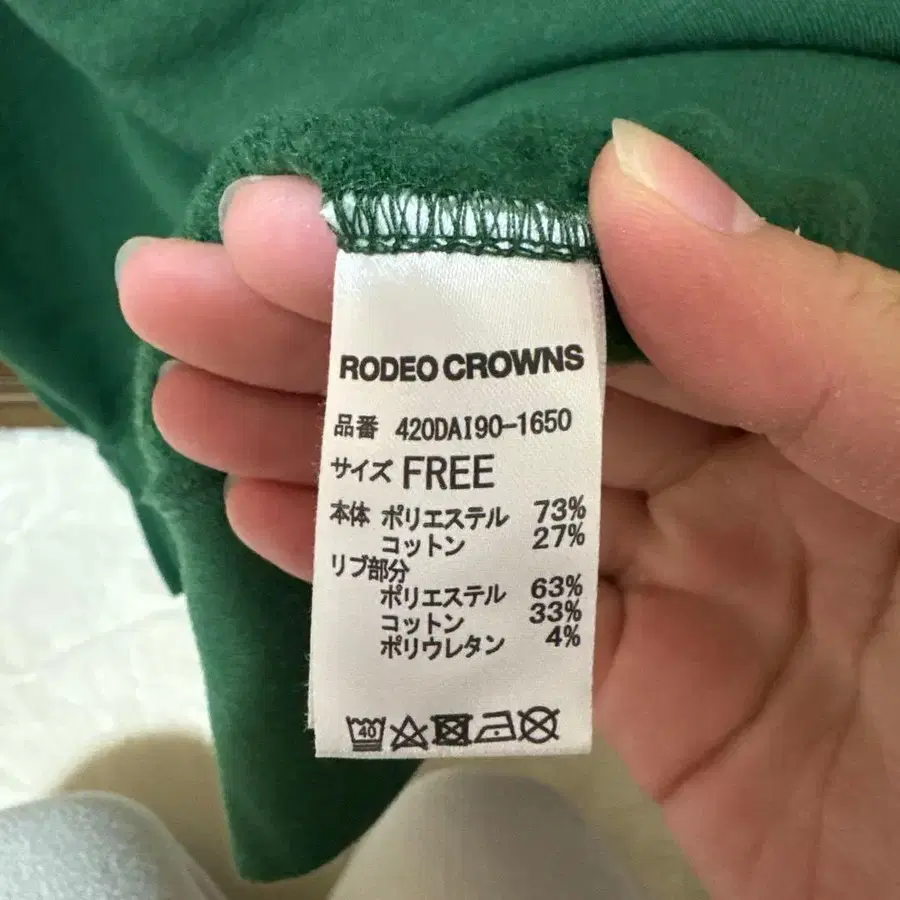 RODEO CROWNS
品番 420DAI90-1650
サイズ FREE
本体 ポリエステル 73%
コットン 27%
リブ部分
ポリエステル 63%
コットン 33%
ポリウレタン 4%
40